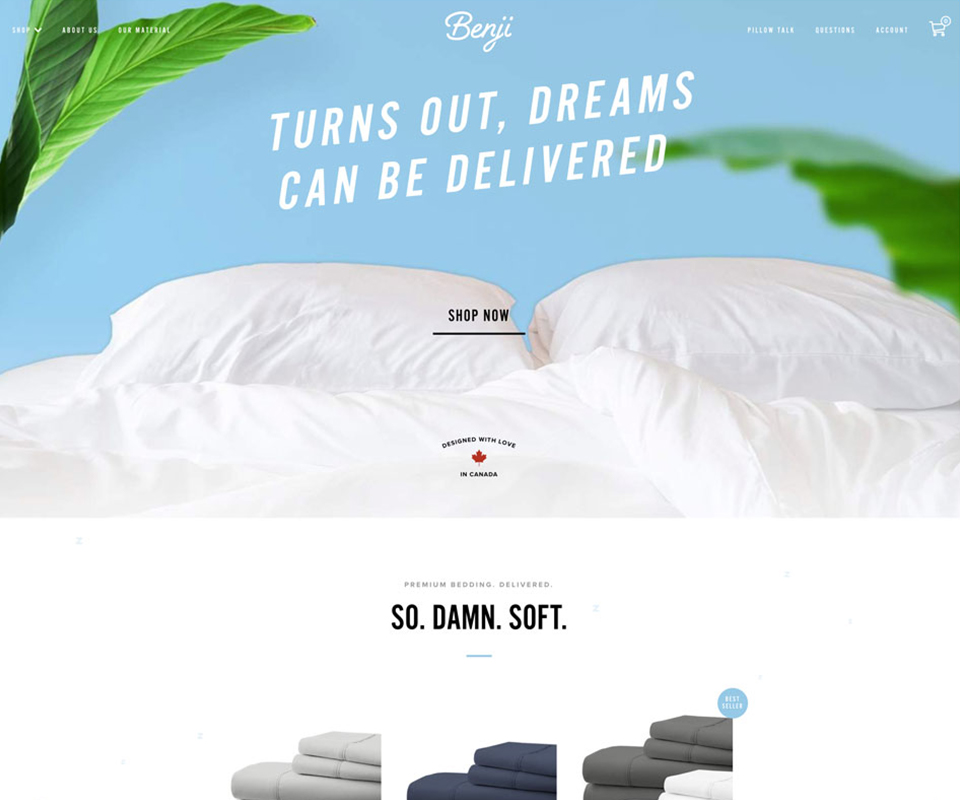 SHOP
ABOUT US
OUR MATERIAL
Benji
PILLOW TALK
QUESTIONS
ACCOUNT
0
TURNS OUT, DREAMS
CAN BE DELIVERED
SHOP NOW
DESIGNED WITH LOVE
IN CANADA
PREMIUM BEDDING. DELIVERED.
SO. DAMN. SOFT.
BEST
SELLER
z
z
z
z